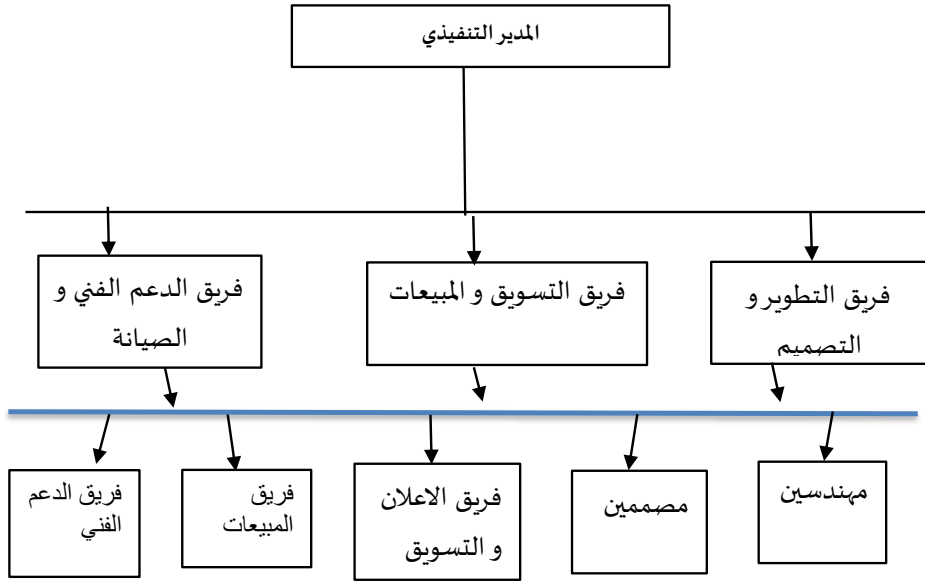 المدير التنفيذي
فريق التطوير و
التصميم
فريق التسويق و المبيعات
فريق الدعم الفني و
الصيانة
مهندسين
مصممين
فريق الاعلان
و التسويق
فريق
المبيعات
فريق الدعم
الفني